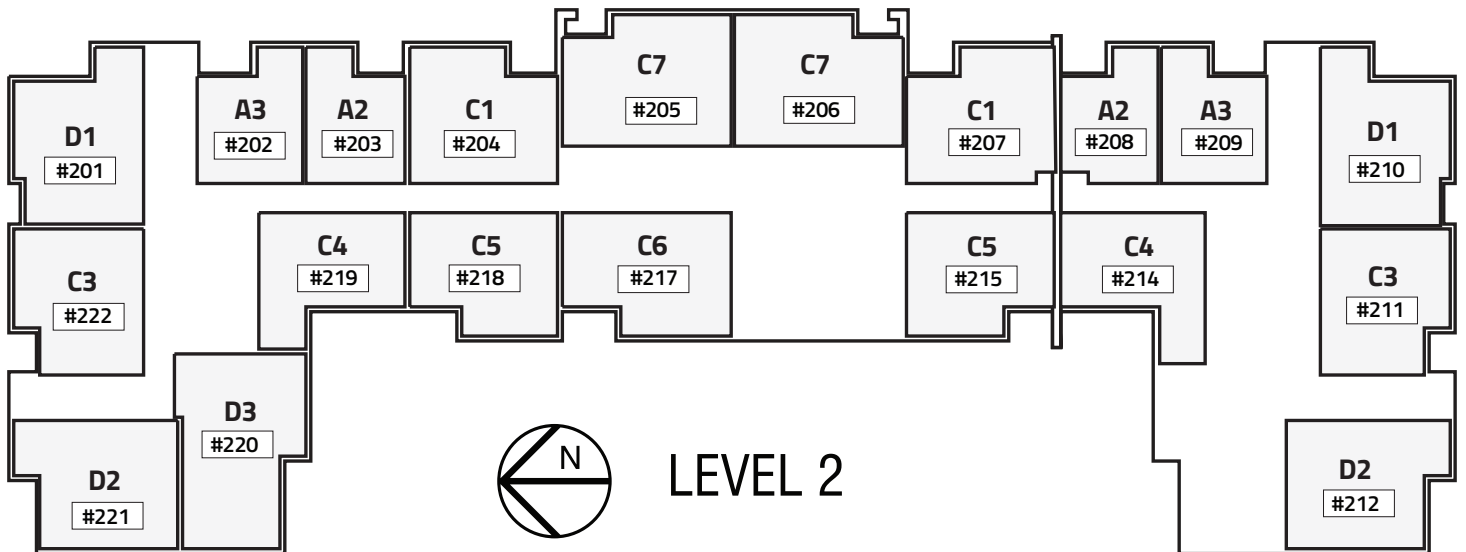 D1
#201
A3
#202
A2
#203
C1
#204
C7
#205
C7
#206
C1
#207
A2
#208
A3
#209
D1
#210
C3
#222
C4
#219
C5
#218
C6
#217
C5
#215
C4
#214
C3
#211
D2
#221
D3
#220
N
LEVEL 2
D2
#212